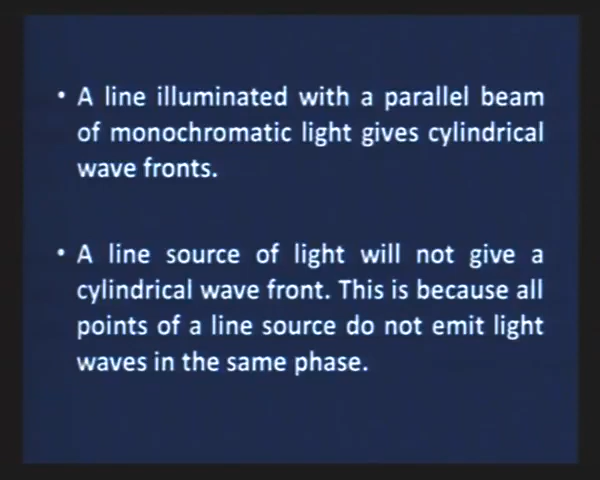 • A line illuminated with a parallel beam
of monochromatic light gives cylindrical
wave fronts.
• A line source of light will not give a
cylindrical wave front. This is because all
points of a line source do not emit light
waves in the same phase.